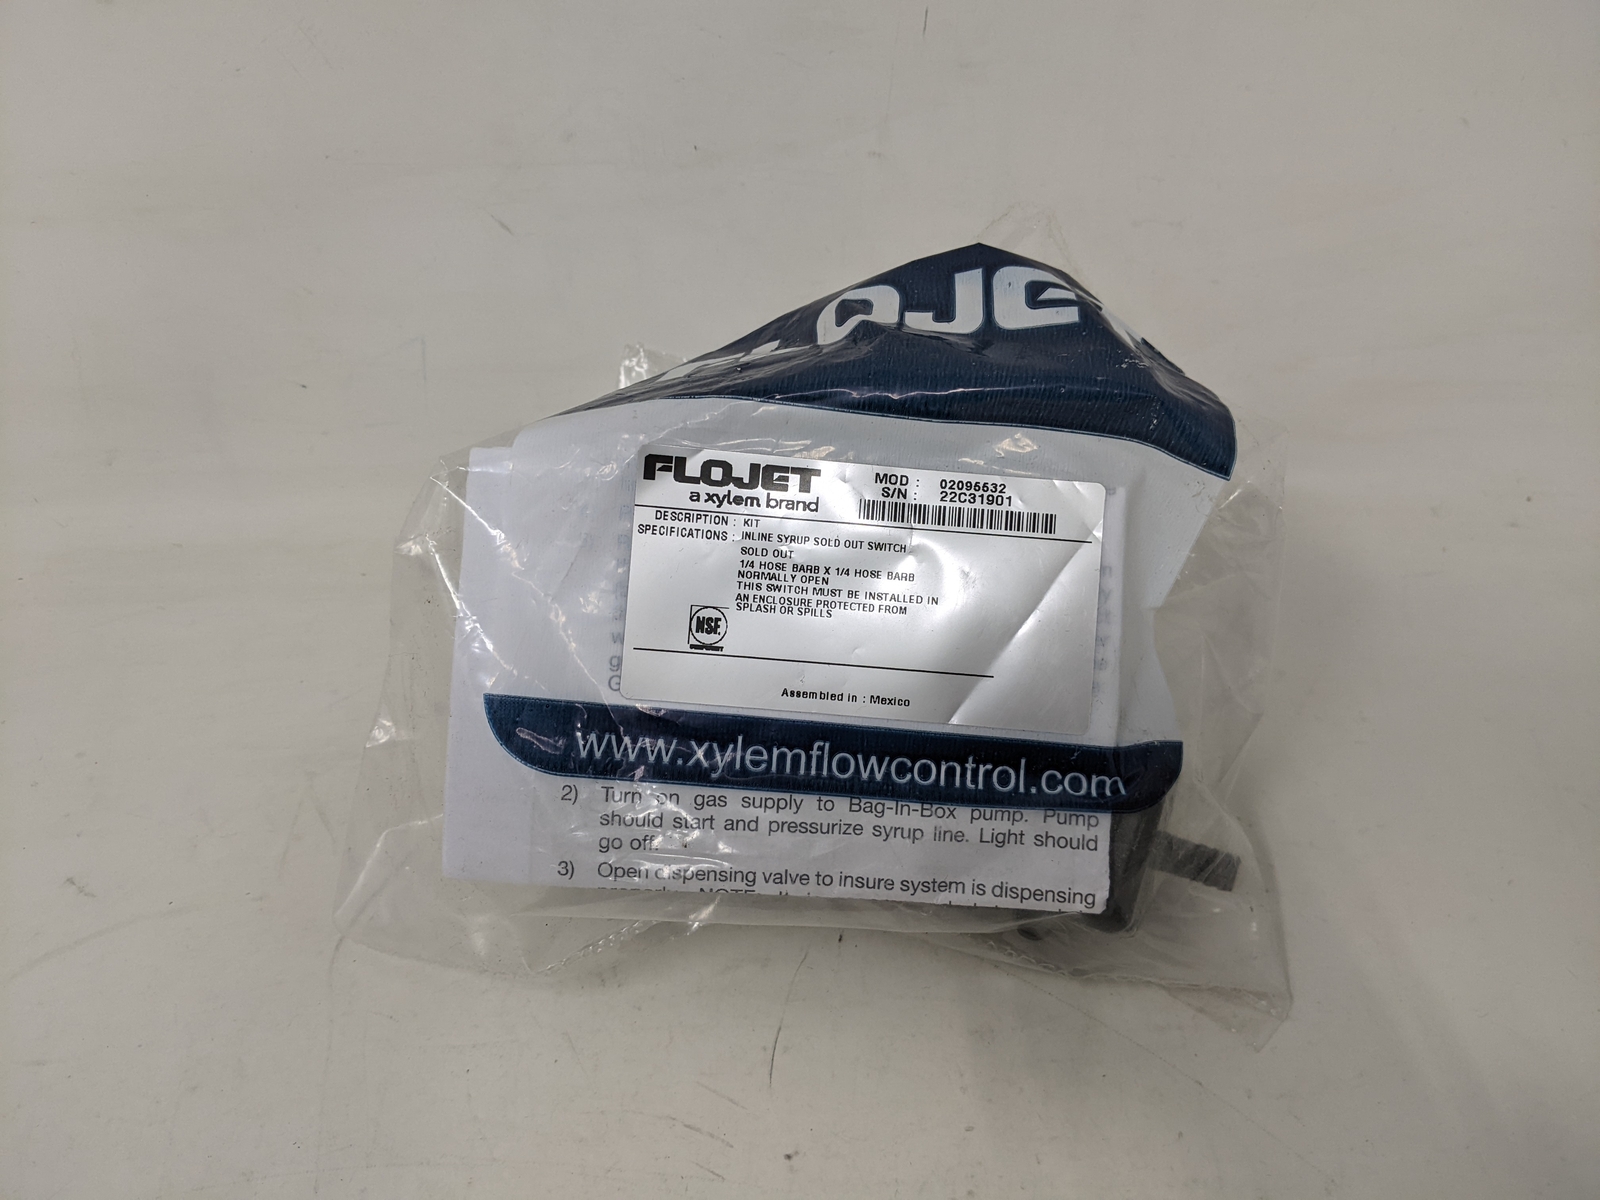 FLOJET
FLOJET
a xylem brand
MOD : 02095532
S/N : 22C31901
DESCRIPTION : KIT
SPECIFICATIONS : INLINE SYRUP SOLD OUT SWITCH
SOLD OUT
1/4 HOSE BARB X 1/4 HOSE BARB
NORMALLY OPEN
THIS SWITCH MUST BE INSTALLED IN
AN ENCLOSURE PROTECTED FROM
SPLASH OR SPILLS
NSF
COMPONENT
Assembled in : Mexico
www.xylemflowcontrol.com
2) Turn on gas supply to Bag-In-Box pump. Pump
should start and pressurize syrup line. Light should
go off.
3) Open dispensing valve to insure system is dispensing